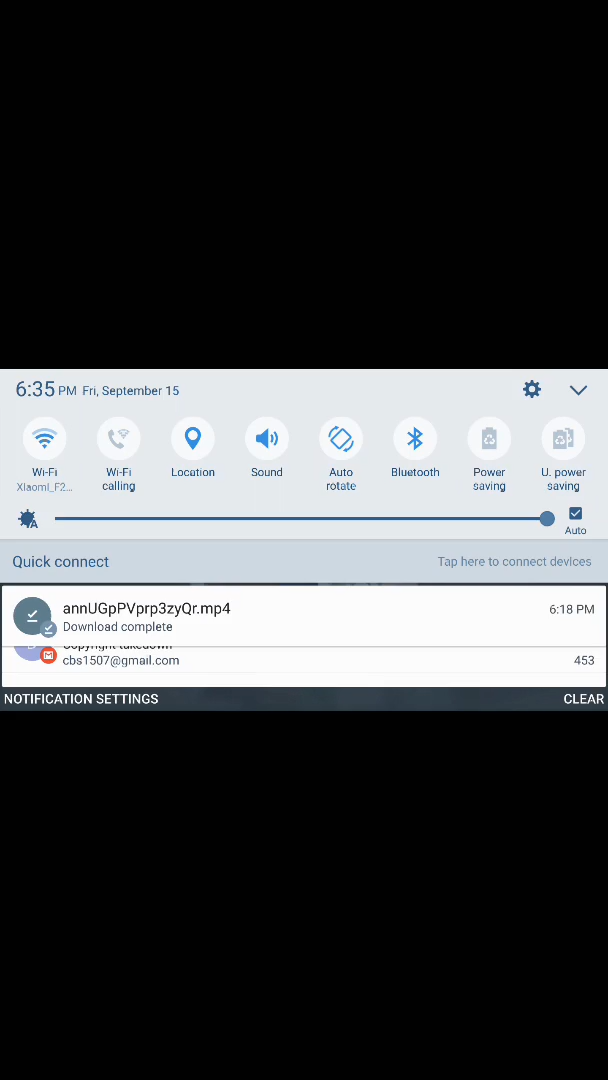 6:35 PM Fri, September 15
Wi-Fi
XIaomI_F2...
Wi-Fi
calling
Location
Sound
Auto
rotate
Bluetooth
Power
saving
U. power
saving
A
Auto
Quick connect
Tap here to connect devices
annUGpPVprp3zyQr.mp4
6:18 PM
Download complete
Copyright takedown
cbs1507@gmail.com
453
NOTIFICATION SETTINGS
CLEAR